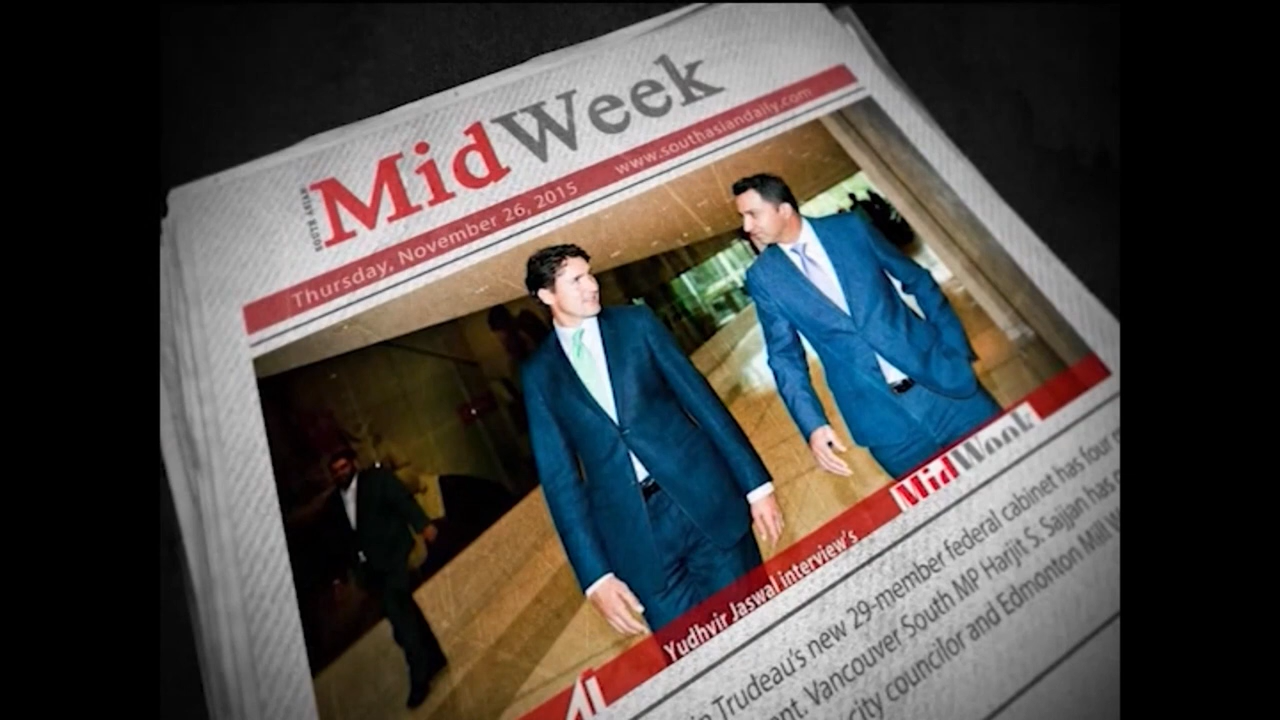 SOUTH ASIAN
MidWeek
Thursday, November 26, 2015 www.southasiandaily.com
Yudhvir Jaswal interview's
MidWeek
Trudeau's new 29-member federal cabinet has four
Vancouver South MP Harjit S. Sajjan has
city councilor and Edmonton Mill